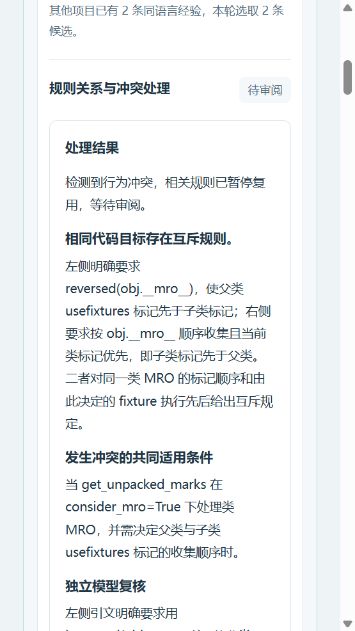 其他项目已有 2 条同语言经验，本轮选取 2 条
候选。
规则关系与冲突处理
待审阅
处理结果
检测到行为冲突，相关规则已暂停复
用，等待审阅。
相同代码目标存在互斥规则。
左侧明确要求
reversed(obj.__mro__)，使父类
usefixtures 标记先于子类标记；右侧
要求按 obj.__mro__ 顺序收集且当前
类标记优先，即子类标记先于父类。
二者对同一类 MRO 的标记顺序和由
此决定的 fixture 执行先后给出互斥规
定。
发生冲突的共同适用条件
当 get_unpacked_marks 在
consider_mro=True 下处理类
MRO，并需决定父类与子类
usefixtures 标记的收集顺序时。
独立模型复核
左侧引文明确要求用